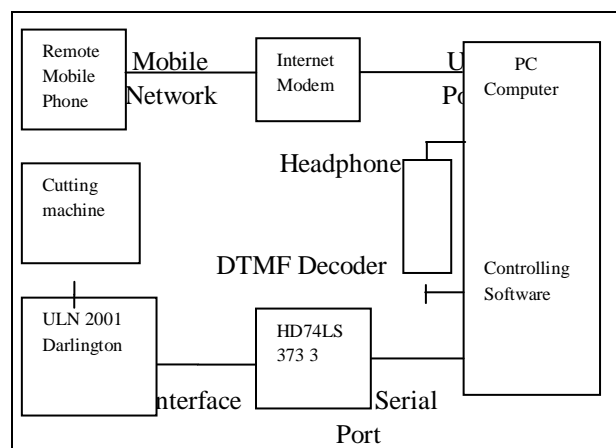 Remote
Mobile
Phone
Mobile
Network
Internet
Modem
PC
Computer
Headphone
Cutting
machine
DTMF Decoder
Controlling
Software
ULN 2001
Darlington
HD74LS
373 3
nterface
Serial
Port